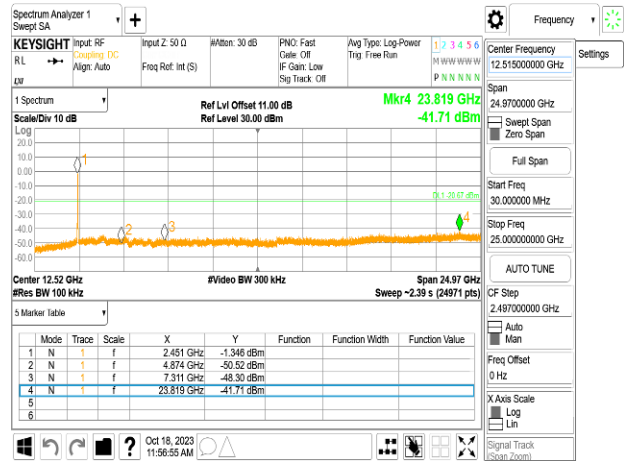 Spectrum Analyzer 1
Swept SA
+
Frequency
KEYSIGHT
Input: RF
Coupling: DC
Align: Auto
Input Z: 50 Ω
Freq Ref: Int (S)
#Atten: 30 dB
PNO: Fast
Gate: Off
IF Gain: Low
Sig Track: Off
Avg Type: Log-Power
Trig: Free Run
1 2 3 4 5 6
M W W W W W
P N N N N N
RL
LXI
Center Frequency
12.515000000 GHz
Settings
Span
24.9700000 GHz
Swept Span
Zero Span
Full Span
Start Freq
30.000000 MHz
Stop Freq
25.000000000 GHz
AUTO TUNE
CF Step
2.497000000 GHz
Auto
Man
Freq Offset
0 Hz
X Axis Scale
Log
Lin
Signal Track
(Span Zoom)
1 Spectrum
Scale/Div 10 dB
Ref Lvl Offset 11.00 dB
Ref Level 30.00 dBm
Mkr4 23.819 GHz
-41.71 dBm
Log
20.0
10.0
0.00
-10.0
-20.0
-30.0
-40.0
-50.0
-60.0
1
2
3
4
DL1 -20.07 dBm
Center 12.52 GHz
#Res BW 100 kHz
#Video BW 300 kHz
Span 24.97 GHz
Sweep ~2.39 s (24971 pts)
5 Marker Table
Mode Trace Scale X Y Function Function Width Function Value
1 N 1 f 2.451 GHz -1.346 dBm
2 N 1 f 4.874 GHz -50.52 dBm
3 N 1 f 7.311 GHz -48.30 dBm
4 N 1 f 23.819 GHz -41.71 dBm
5
6
?
Oct 18, 2023
11:56:55 AM